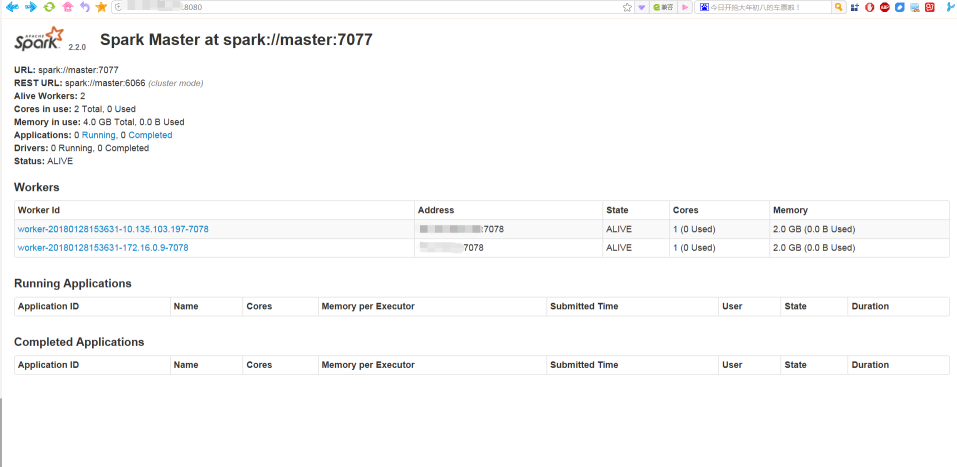 :8080
兼容
今日开抢大年初八的车票啦!
APACHE
Spark 2.2.0
Spark Master at spark://master:7077
URL: spark://master:7077
REST URL: spark://master:6066 (cluster mode)
Alive Workers: 2
Cores in use: 2 Total, 0 Used
Memory in use: 4.0 GB Total, 0.0 B Used
Applications: 0 Running, 0 Completed
Drivers: 0 Running, 0 Completed
Status: ALIVE
Workers
Worker Id Address State Cores Memory
worker-20180128153631-10.135.103.197-7078 :7078 ALIVE 1 (0 Used) 2.0 GB (0.0 B Used)
worker-20180128153631-172.16.0.9-7078 7078 ALIVE 1 (0 Used) 2.0 GB (0.0 B Used)
Running Applications
Application ID Name Cores Memory per Executor Submitted Time User State Duration
Completed Applications
Application ID Name Cores Memory per Executor Submitted Time User State Duration